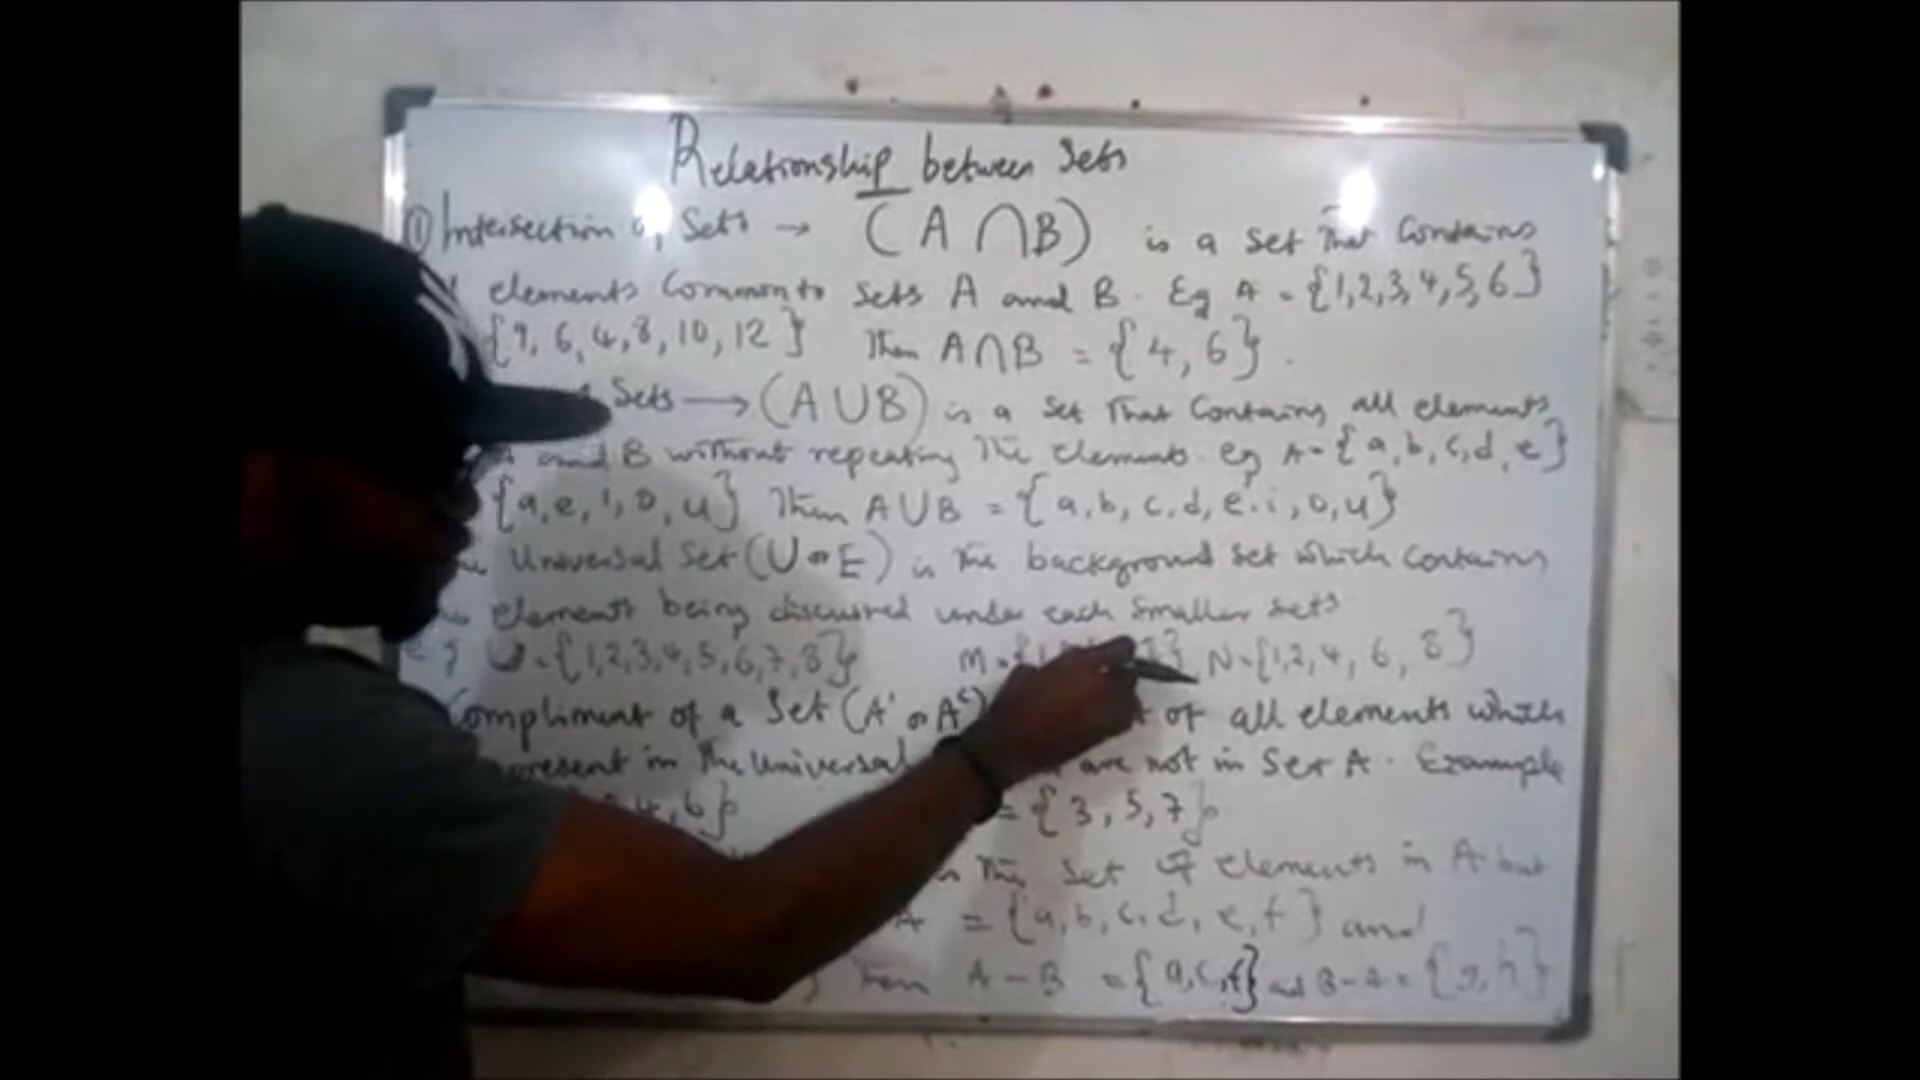 Relationship between Sets
① Intersection of Sets → (A ∩ B) is a set that contains
elements common to sets A and B. Eg A = {1,2,3,4,5,6}
{9, 6, 4, 8, 10, 12} Then A∩B = {4, 6}.
Sets → (A ∪ B) is a set that contains all elements
and B without repeating the elements. eg A = {a, b, c, d, e}
{a, e, i, o, u} Then A∪B = {a, b, c, d, e, i, o, u}
Universal Set (U or E) is the background set which contains
elements being discussed under each smaller sets
eg U = {1,2,3,4,5,6,7,8} M = { N = {1,2,4, 6, 8}
Compliment of a Set (A' or Aᶜ) of all elements which
present in the Universal are not in Set A. Example
4, 6} = {3, 5, 7}
is the set of elements in A but
A = {a, b, c, d, e, f} and
} Then A - B = {a, c, f} and B - A = {g, h}